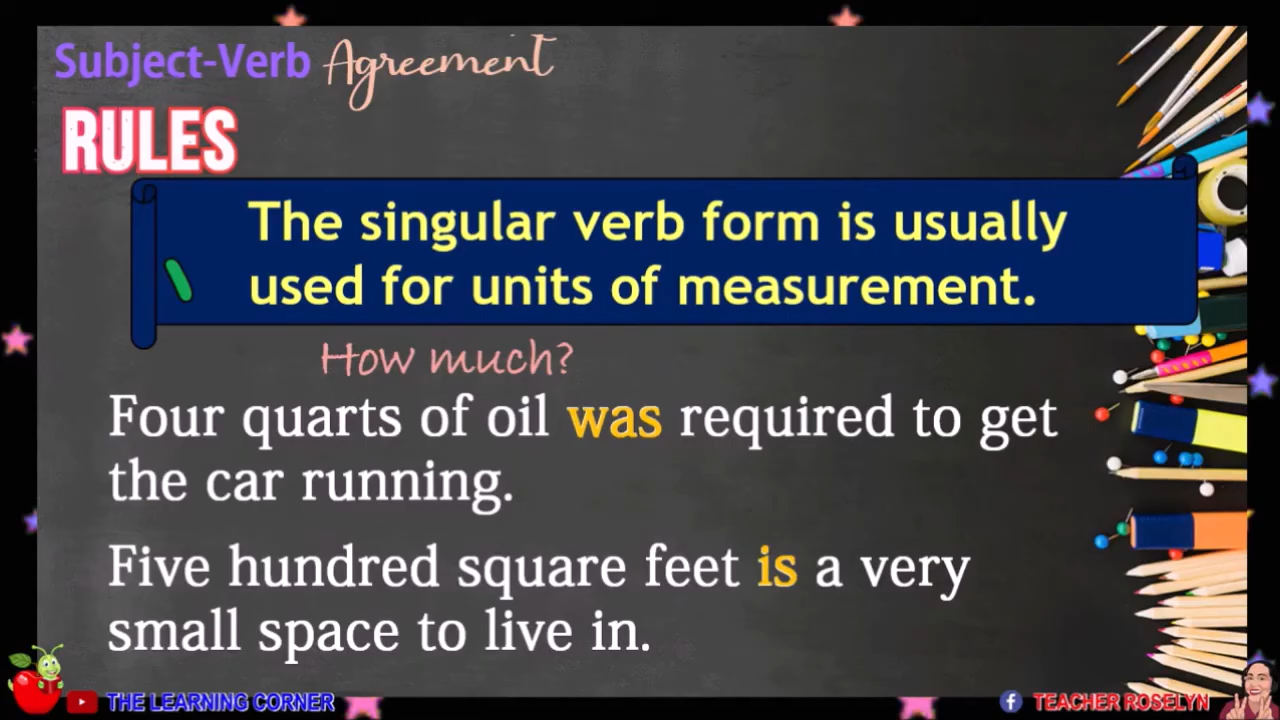 Subject-Verb Agreement
RULES
The singular verb form is usually
used for units of measurement.
How much?
Four quarts of oil was required to get
the car running.
Five hundred square feet is a very
small space to live in.
THE LEARNING CORNER
TEACHER ROSELYN